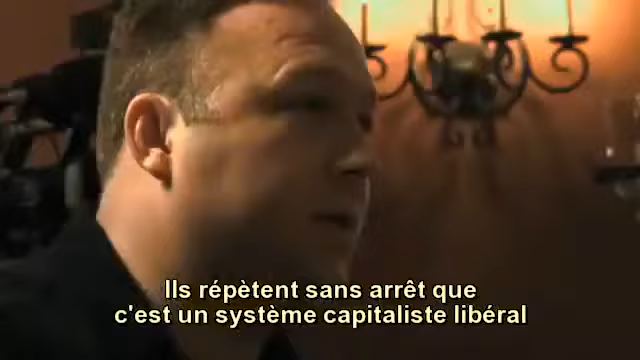 Ils répètent sans arrêt que
c'est un système capitaliste libéral